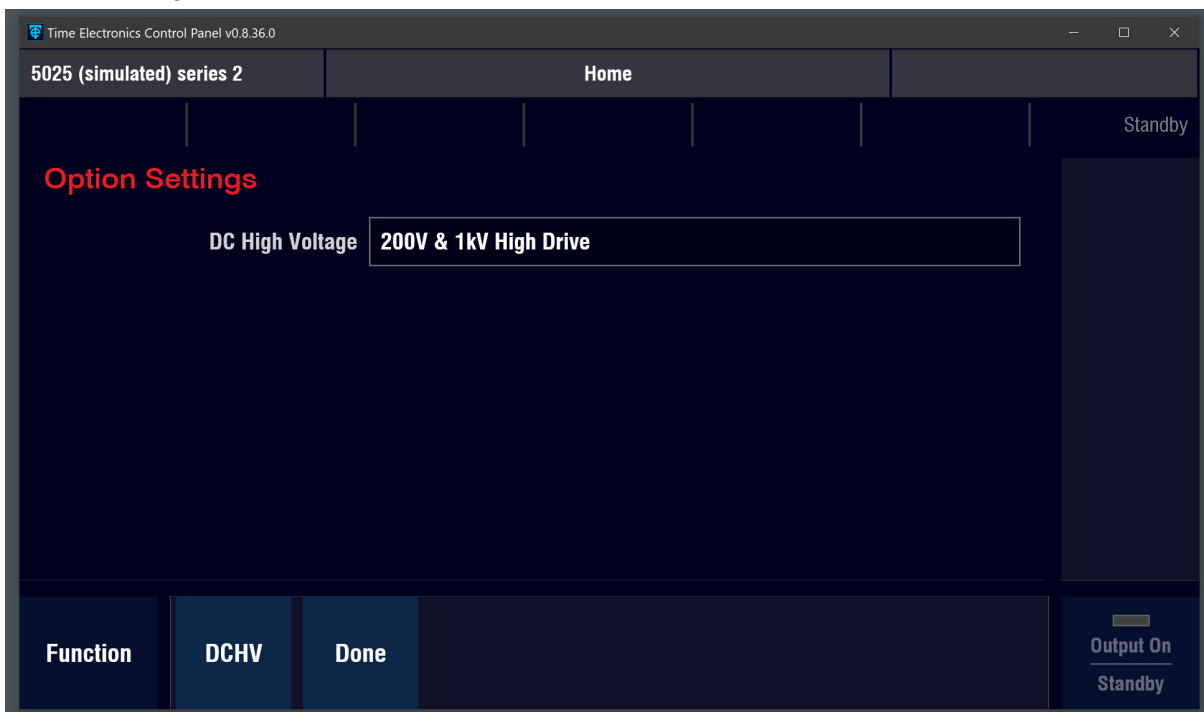 Time Electronics Control Panel v0.8.36.0
5025 (simulated) series 2
Home
Standby
Option Settings
DC High Voltage
200V & 1kV High Drive
Function
DCHV
Done
Output On
Standby